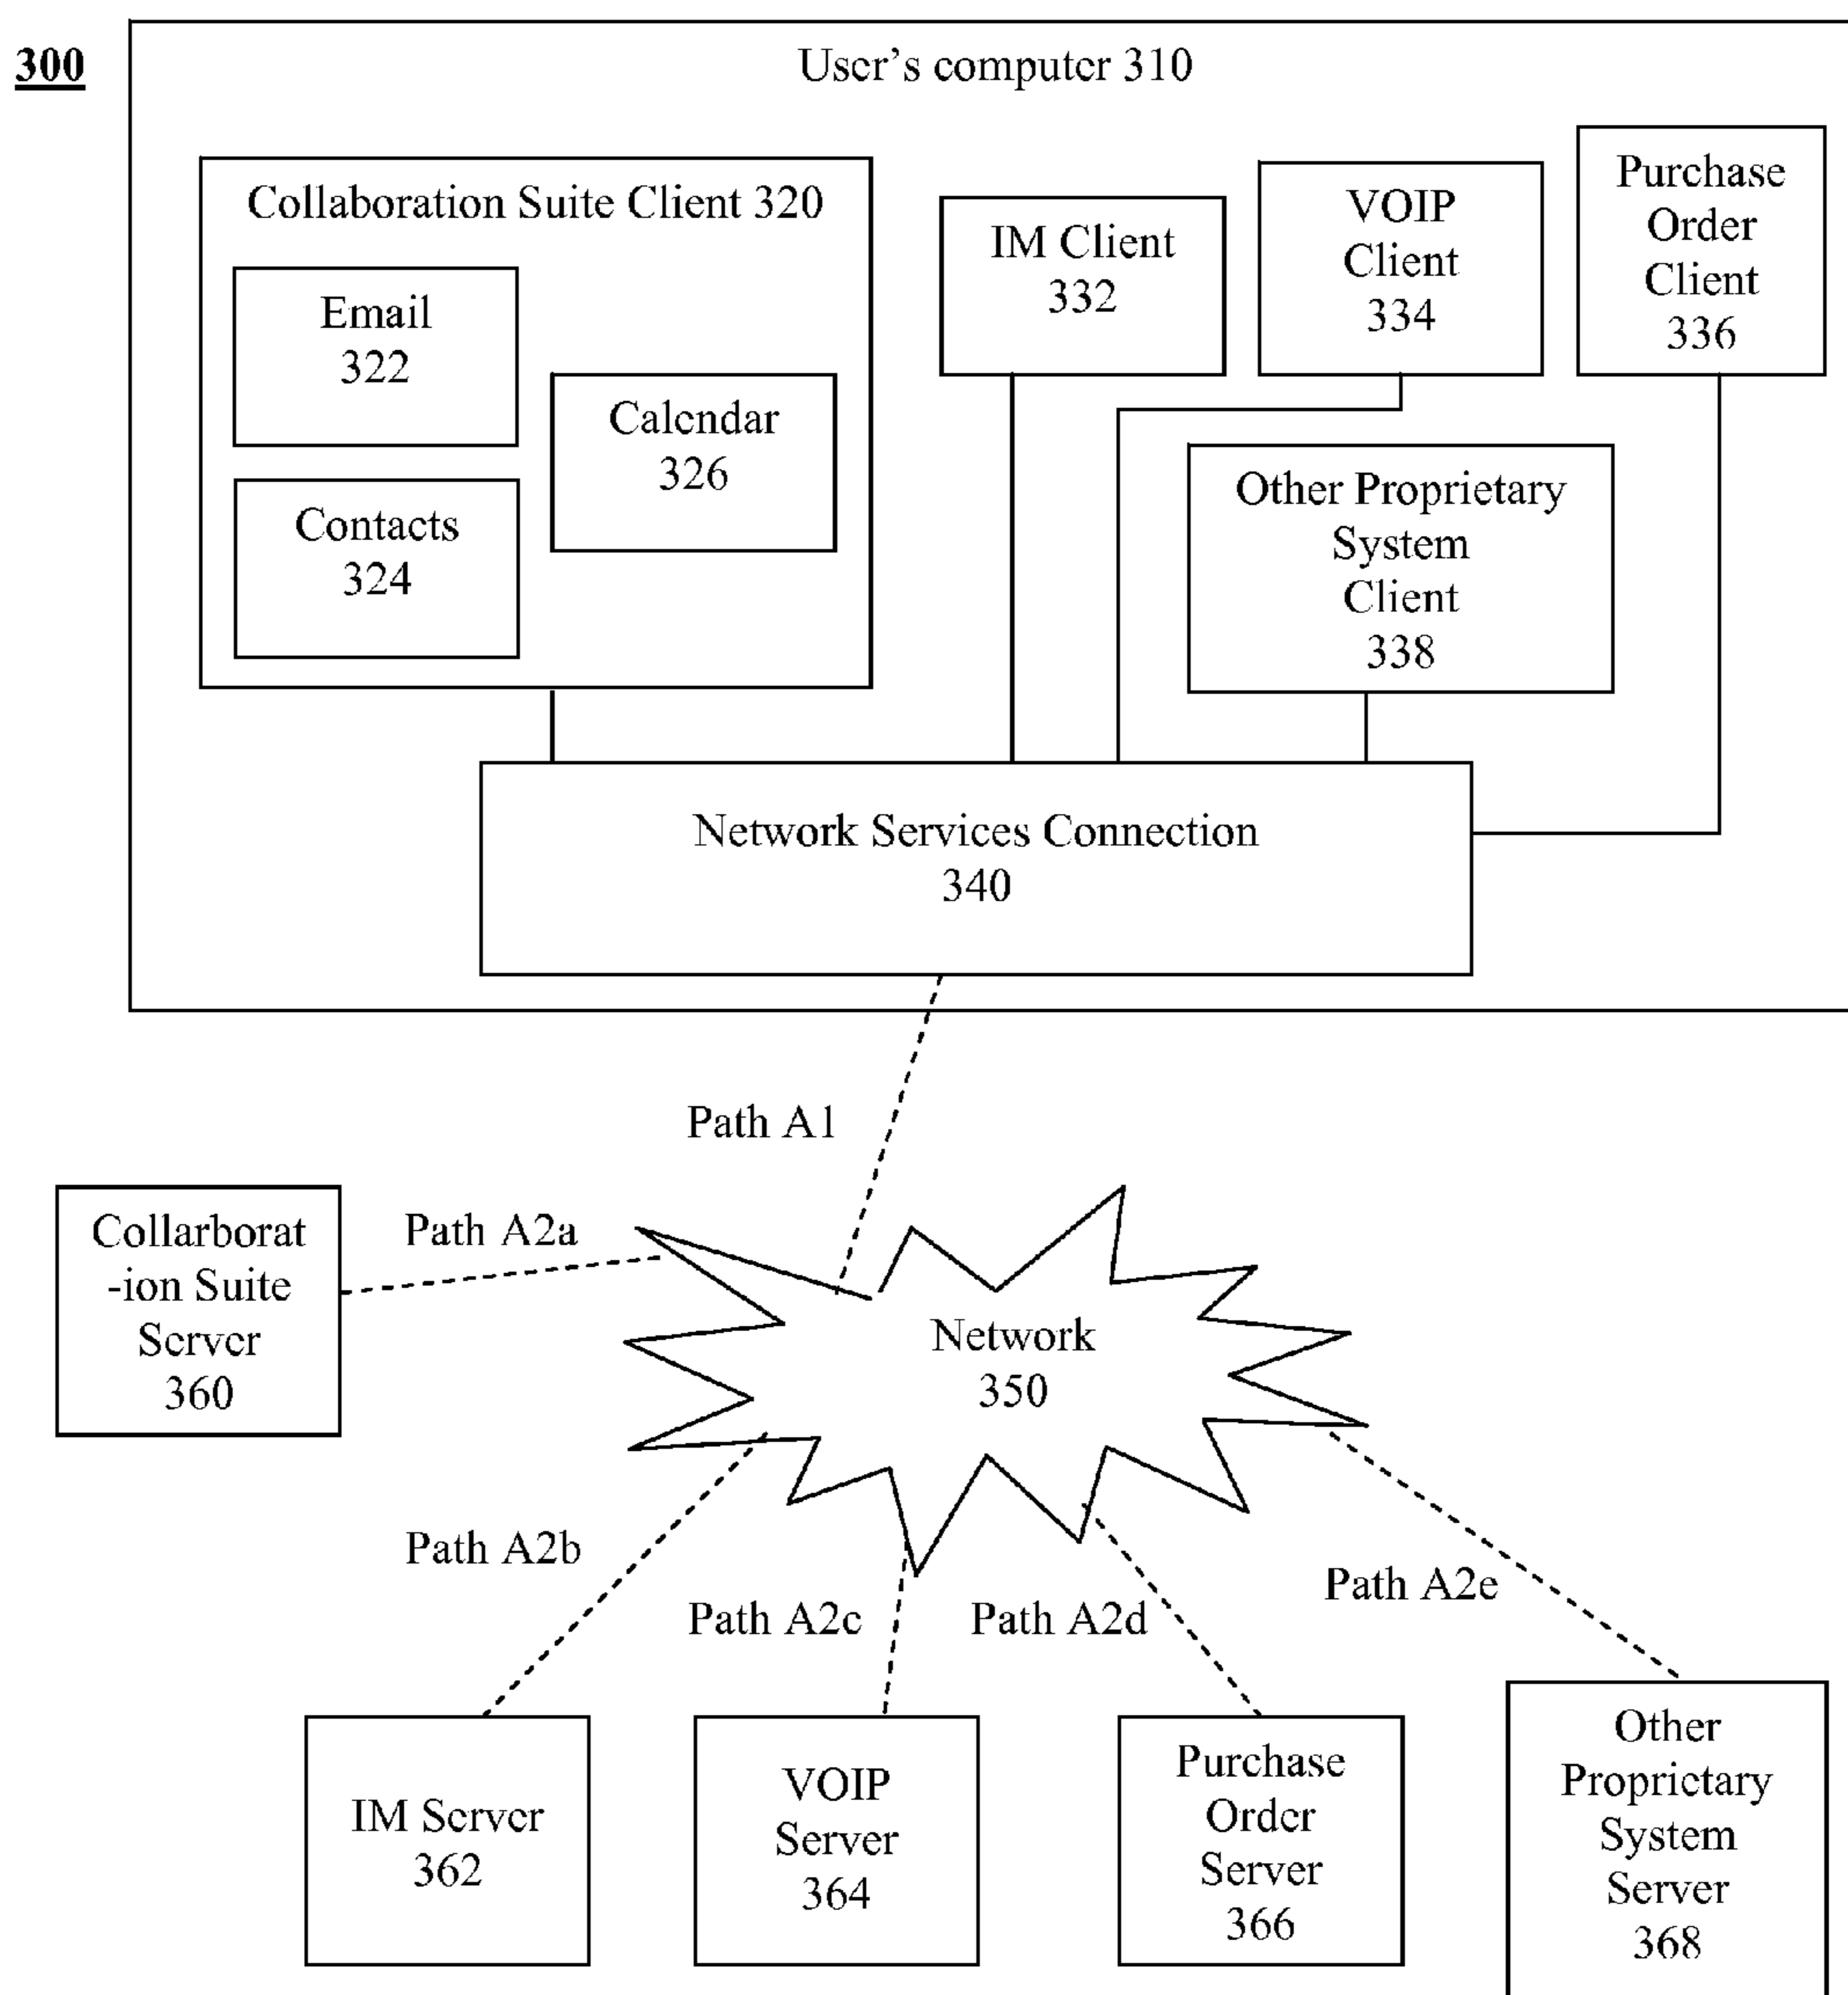 300
User's computer 310
Collaboration Suite Client 320
Email
322
Calendar
326
Contacts
324
IM Client
332
VOIP
Client
334
Purchase
Order
Client
336
Other Proprietary
System
Client
338
Network Services Connection
340
Path A1
Collarborat
-ion Suite
Server
360
Path A2a
Network
350
Path A2b
Path A2c
Path A2d
Path A2e
IM Server
362
VOIP
Server
364
Purchase
Order
Server
366
Other
Proprietary
System
Server
368